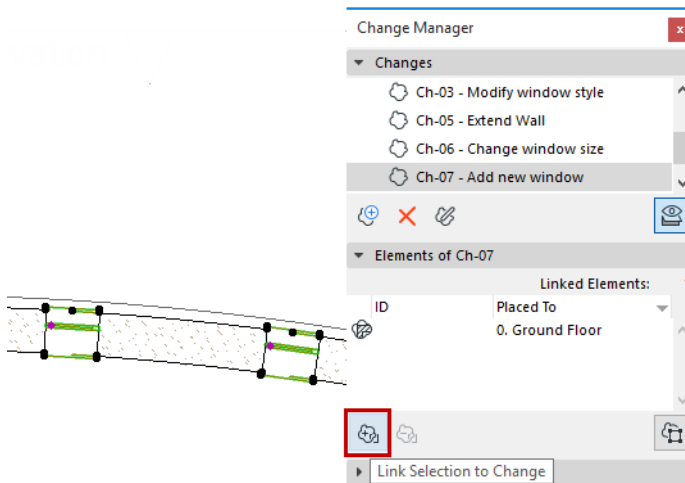 Change Manager
x
Changes
Ch-03 - Modify window style
Ch-05 - Extend Wall
Ch-06 - Change window size
Ch-07 - Add new window
Elements of Ch-07
Linked Elements:
ID Placed To
0. Ground Floor
Link Selection to Change